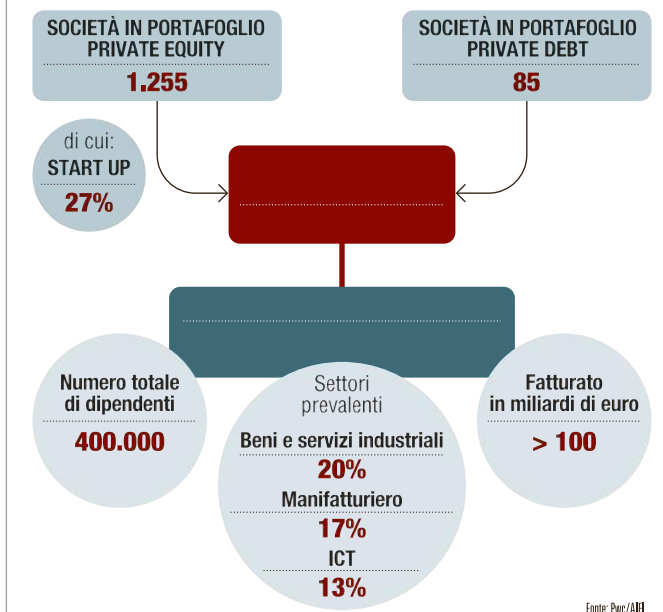 SOCIETÀ IN PORTAFOGLIO
PRIVATE EQUITY
1.255
SOCIETÀ IN PORTAFOGLIO
PRIVATE DEBT
85
di cui:
START UP
27%
Numero totale
di dipendenti
400.000
Settori
prevalenti
Beni e servizi industriali
20%
Manifatturiero
17%
ICT
13%
Fatturato
in miliardi di euro
> 100
Fonte: Pwc/AIFI